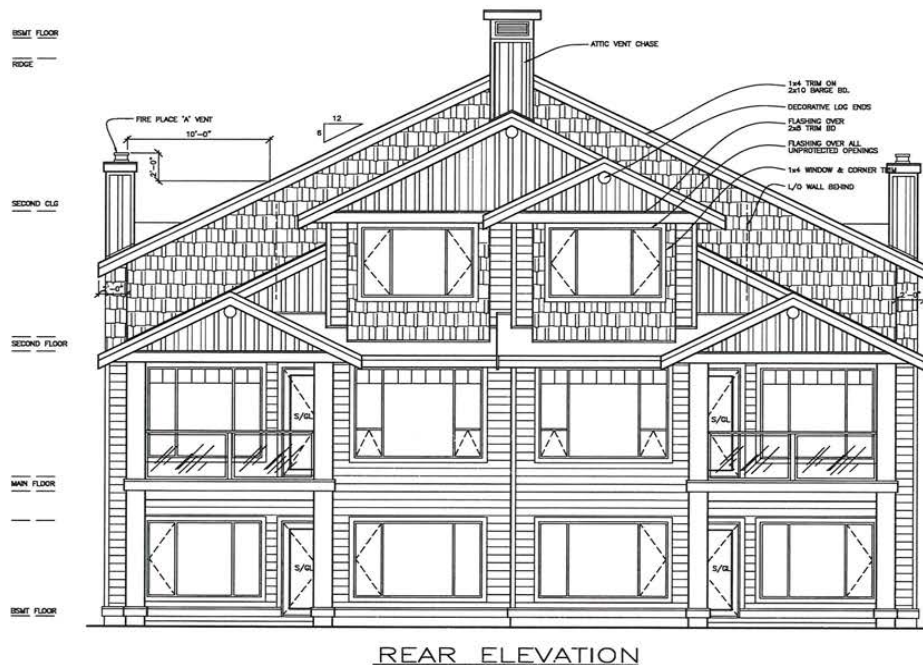 BSMT FLOOR
RIDGE
ATTIC VENT CHASE
1x4 TRIM ON
2x10 BARGE BD.
DECORATIVE LOG ENDS
FLASHING OVER
2x8 TRIM BD
FLASHING OVER ALL
UNPROTECTED OPENINGS
1x4 WINDOW & CORNER TRIM
L/O WALL BEHIND
FIRE PLACE "A" VENT
10'-0"
12
6
2'-0"
SECOND CLG
2'-0"
SECOND FLOOR
S/GL
S/GL
MAIN FLOOR
S/GL
S/GL
BSMT FLOOR
REAR ELEVATION